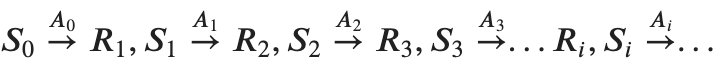 S₀ →^{A₀} R₁, S₁ →^{A₁} R₂, S₂ →^{A₂} R₃, S₃ →^{A₃} … Rᵢ, Sᵢ →^{Aᵢ} …